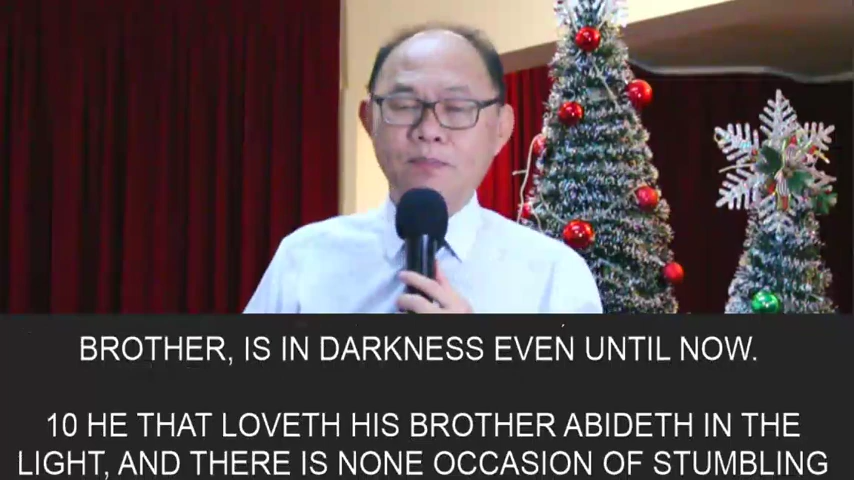 BROTHER, IS IN DARKNESS EVEN UNTIL NOW.
10 HE THAT LOVETH HIS BROTHER ABIDETH IN THE
LIGHT, AND THERE IS NONE OCCASION OF STUMBLING